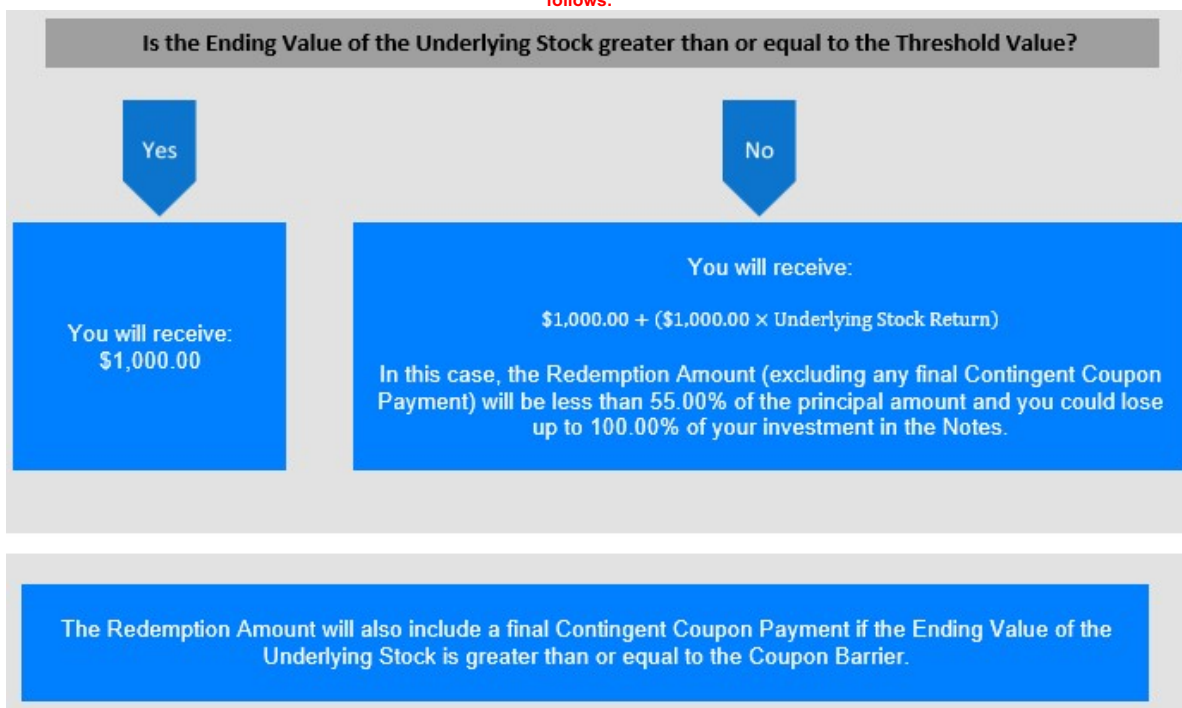 follows:
Is the Ending Value of the Underlying Stock greater than or equal to the Threshold Value?
Yes
No
You will receive:
$1,000.00
You will receive:
$1,000.00 + ($1,000.00 × Underlying Stock Return)
In this case, the Redemption Amount (excluding any final Contingent Coupon
Payment) will be less than 55.00% of the principal amount and you could lose
up to 100.00% of your investment in the Notes.
The Redemption Amount will also include a final Contingent Coupon Payment if the Ending Value of the
Underlying Stock is greater than or equal to the Coupon Barrier.